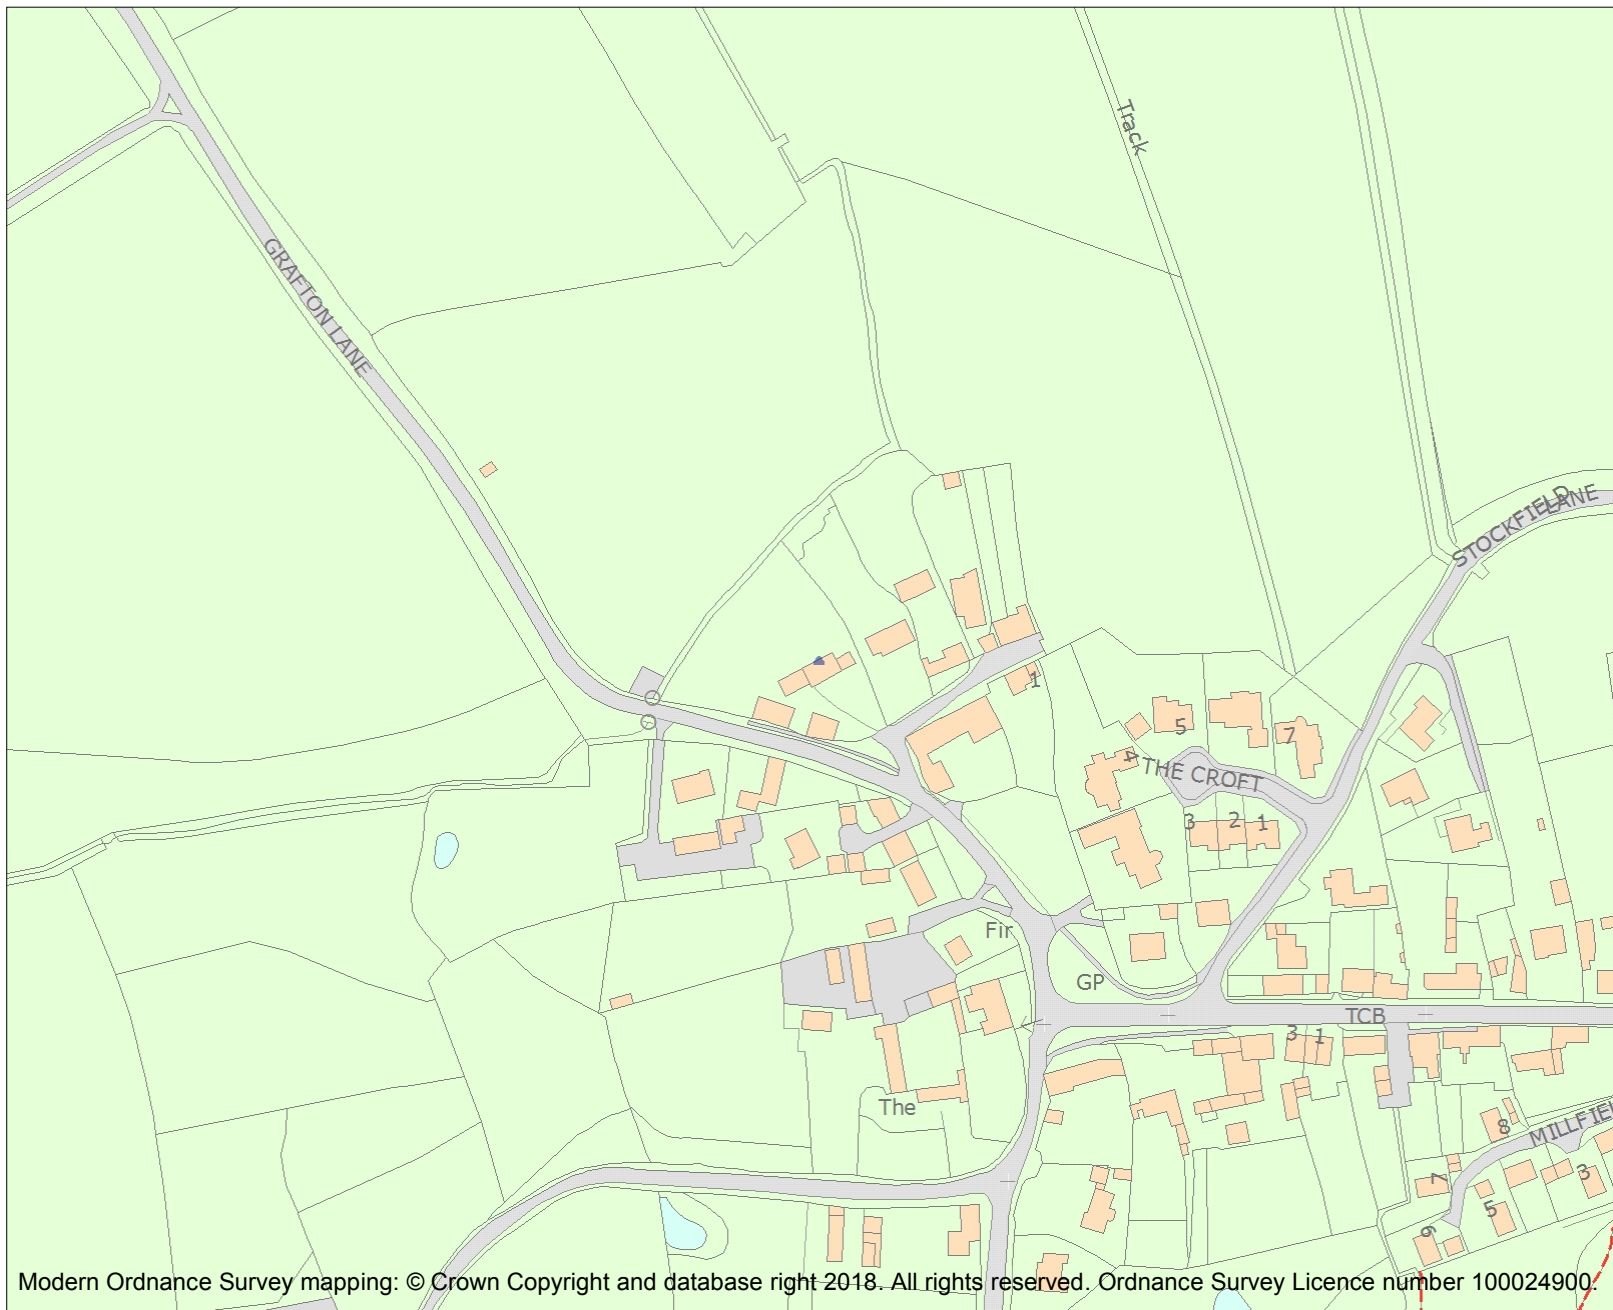 Track
GRAFTON LANE
STOCKFIELD LANE
1
5
7
4
THE CROFT
3
2
1
Fir
GP
TCB
3
1
The
8
MILLFIE
7
3
5
6
Modern Ordnance Survey mapping: © Crown Copyright and database right 2018. All rights reserved. Ordnance Survey Licence number 100024900.